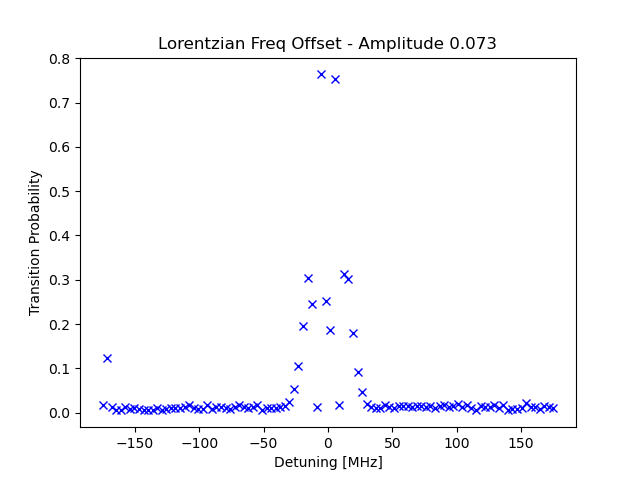 Lorentzian Freq Offset - Amplitude 0.073
Transition Probability
0.8
0.7
0.6
0.5
0.4
0.3
0.2
0.1
0.0
−150 −100 −50 0 50 100 150
Detuning [MHz]